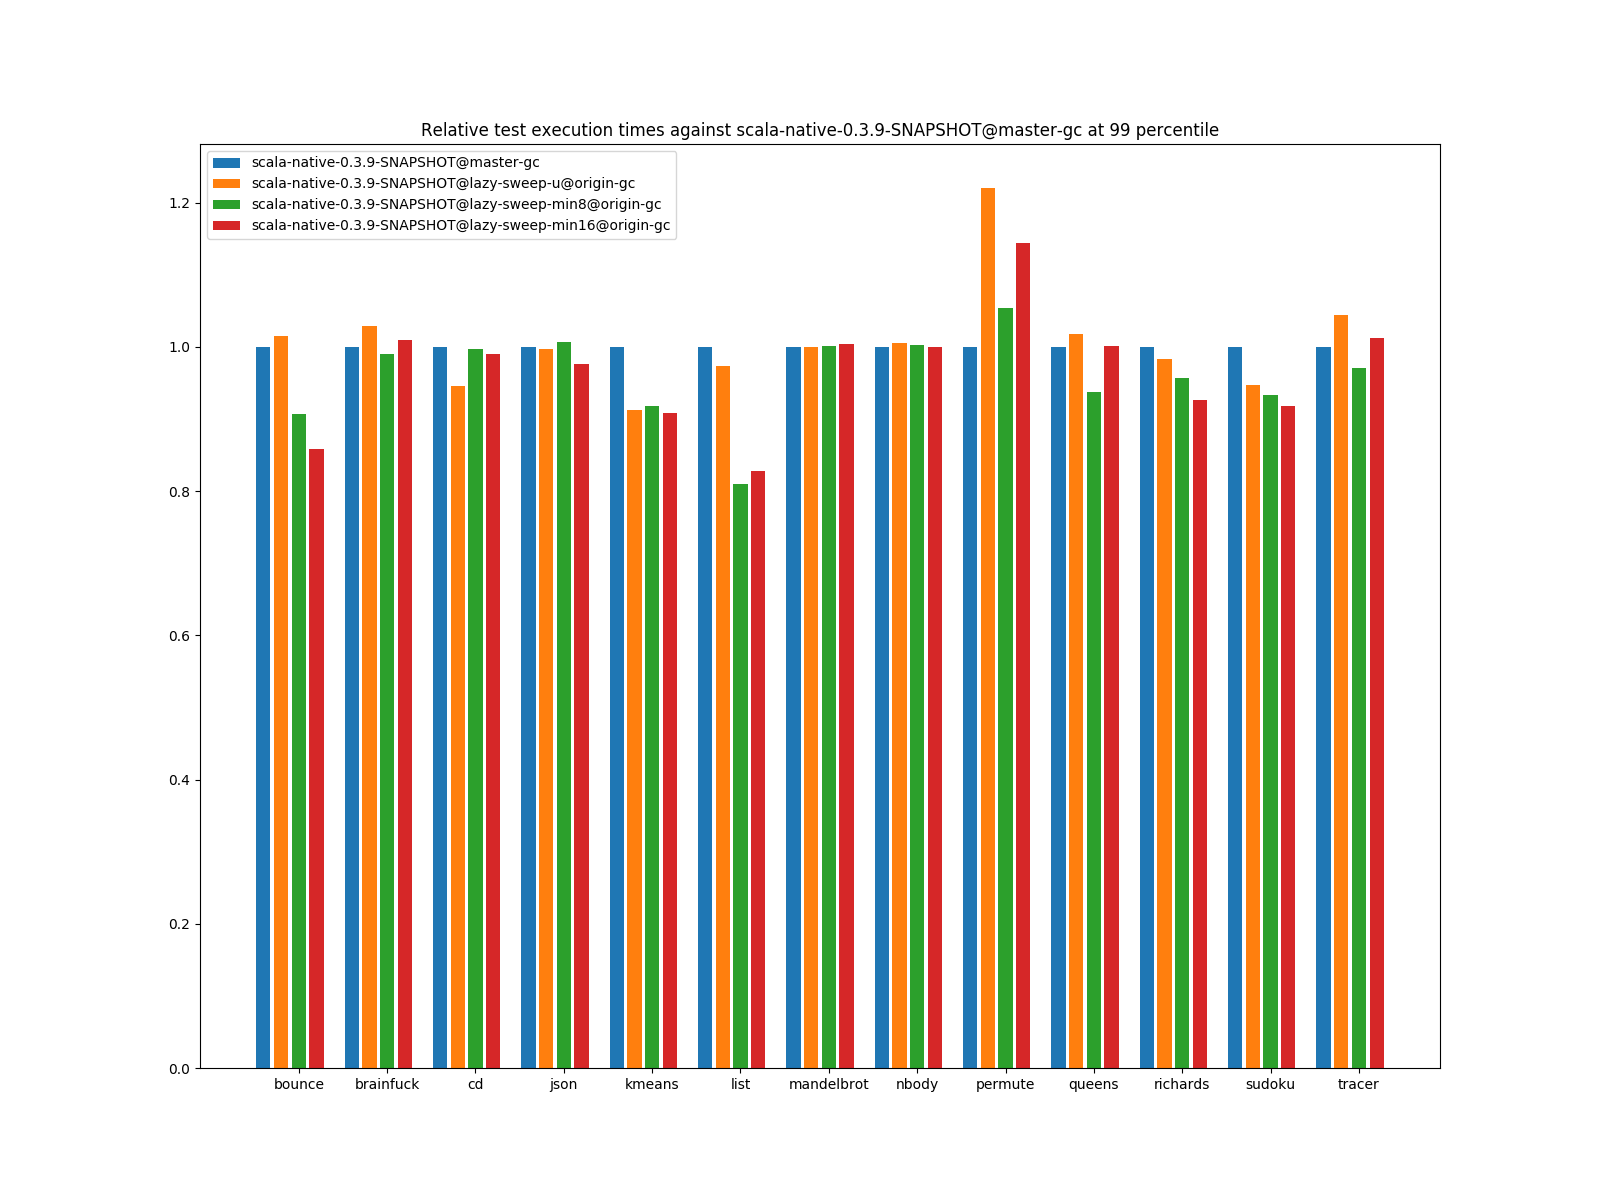 Relative test execution times against scala-native-0.3.9-SNAPSHOT@master-gc at 99 percentile
scala-native-0.3.9-SNAPSHOT@master-gc
scala-native-0.3.9-SNAPSHOT@lazy-sweep-u@origin-gc
scala-native-0.3.9-SNAPSHOT@lazy-sweep-min8@origin-gc
scala-native-0.3.9-SNAPSHOT@lazy-sweep-min16@origin-gc
1.2
1.0
0.8
0.6
0.4
0.2
0.0
bounce brainfuck cd json kmeans list mandelbrot nbody permute queens richards sudoku tracer